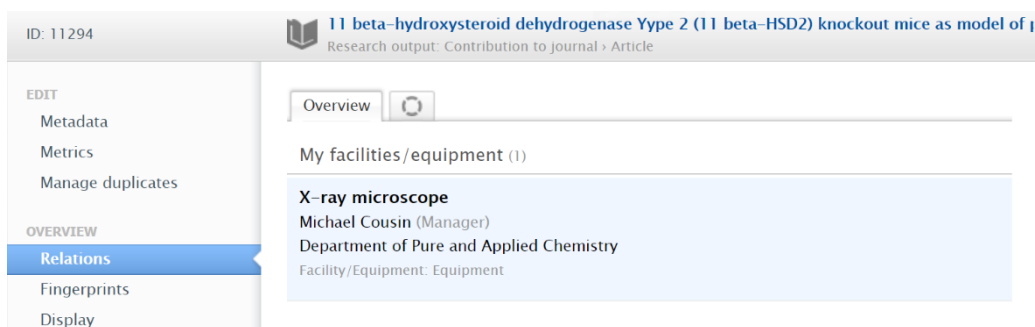 ID: 11294
11 beta-hydroxysteroid dehydrogenase Yype 2 (11 beta-HSD2) knockout mice as model of
Research output: Contribution to journal › Article
EDIT
Metadata
Metrics
Manage duplicates
OVERVIEW
Relations
Fingerprints
Display
Overview
My facilities/equipment (1)
X-ray microscope
Michael Cousin (Manager)
Department of Pure and Applied Chemistry
Facility/Equipment: Equipment